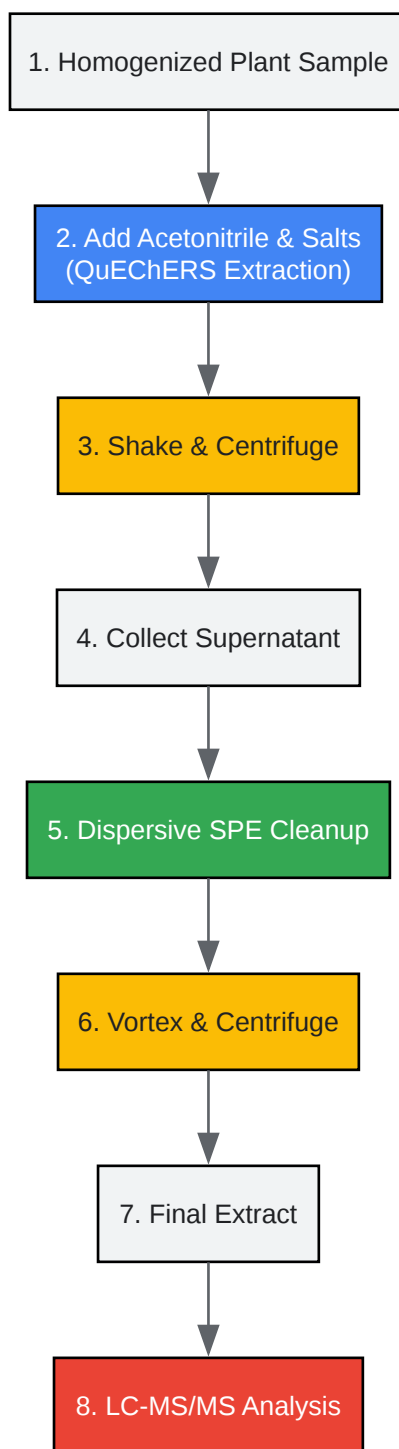 1. Homogenized Plant Sample
2. Add Acetonitrile & Salts
(QuEChERS Extraction)
3. Shake & Centrifuge
4. Collect Supernatant
5. Dispersive SPE Cleanup
6. Vortex & Centrifuge
7. Final Extract
8. LC-MS/MS Analysis